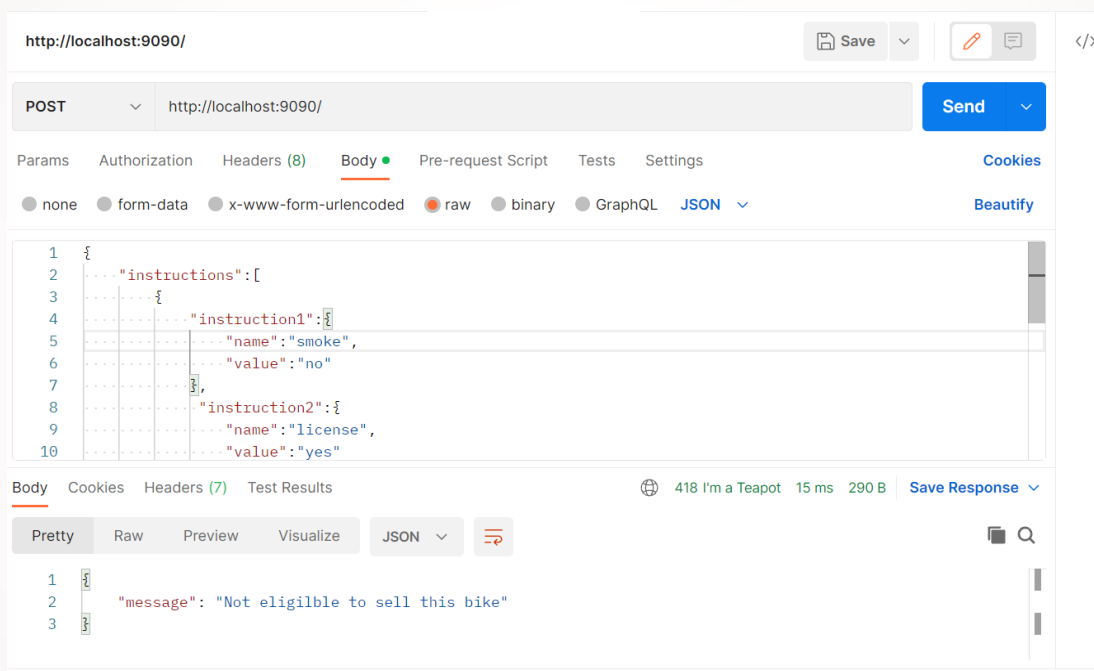 http://localhost:9090/
Save
</>
POST http://localhost:9090/ Send
Params Authorization Headers (8) Body Pre-request Script Tests Settings Cookies
none form-data x-www-form-urlencoded raw binary GraphQL JSON Beautify
1 {
2 "instructions":[
3 {
4 "instruction1":{
5 "name":"smoke",
6 "value":"no"
7 },
8 "instruction2":{
9 "name":"license",
10 "value":"yes"
Body Cookies Headers (7) Test Results 418 I'm a Teapot 15 ms 290 B Save Response
Pretty Raw Preview Visualize JSON
1 {
2 "message": "Not eligilble to sell this bike"
3 }